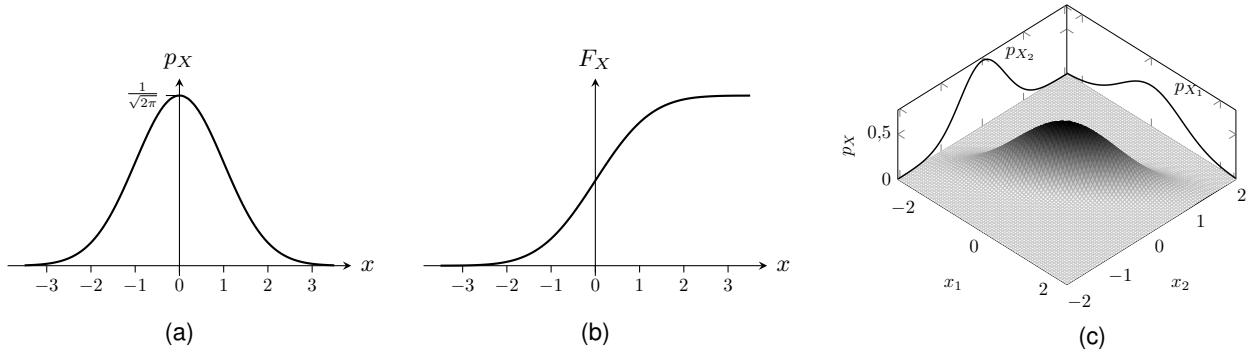 p_X
1/√2π
x
−3 −2 −1 0 1 2 3
(a)
F_X
x
−3 −2 −1 0 1 2 3
(b)
p_{X_2}
p_{X_1}
p_X
0,5
0
−2 0 2
x_1
−2 −1 0 1 2
x_2
(c)